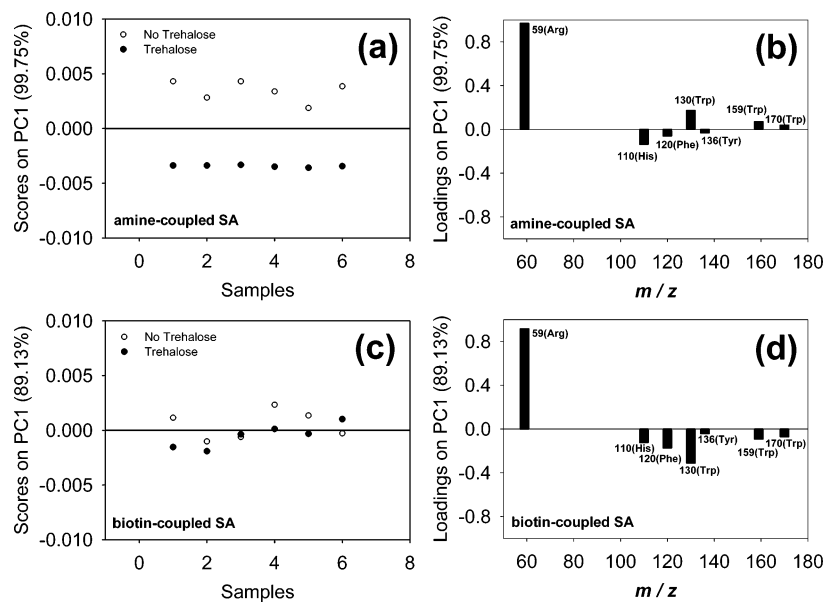 (a)
No Trehalose
Trehalose
Scores on PC1 (99.75%)
0.010
0.005
0.000
-0.005
-0.010
amine-coupled SA
0 2 4 6 8
Samples
(b)
Loadings on PC1 (99.75%)
0.8
0.4
0.0
-0.4
-0.8
59(Arg)
130(Trp)
159(Trp)
170(Trp)
110(His)
120(Phe)
136(Tyr)
amine-coupled SA
60 80 100 120 140 160 180
m / z
(c)
No Trehalose
Trehalose
Scores on PC1 (89.13%)
0.010
0.005
0.000
-0.005
-0.010
biotin-coupled SA
0 2 4 6 8
Samples
(d)
Loadings on PC1 (89.13%)
0.8
0.4
0.0
-0.4
-0.8
59(Arg)
110(His)
120(Phe)
130(Trp)
136(Tyr)
159(Trp)
170(Trp)
biotin-coupled SA
60 80 100 120 140 160 180
m / z